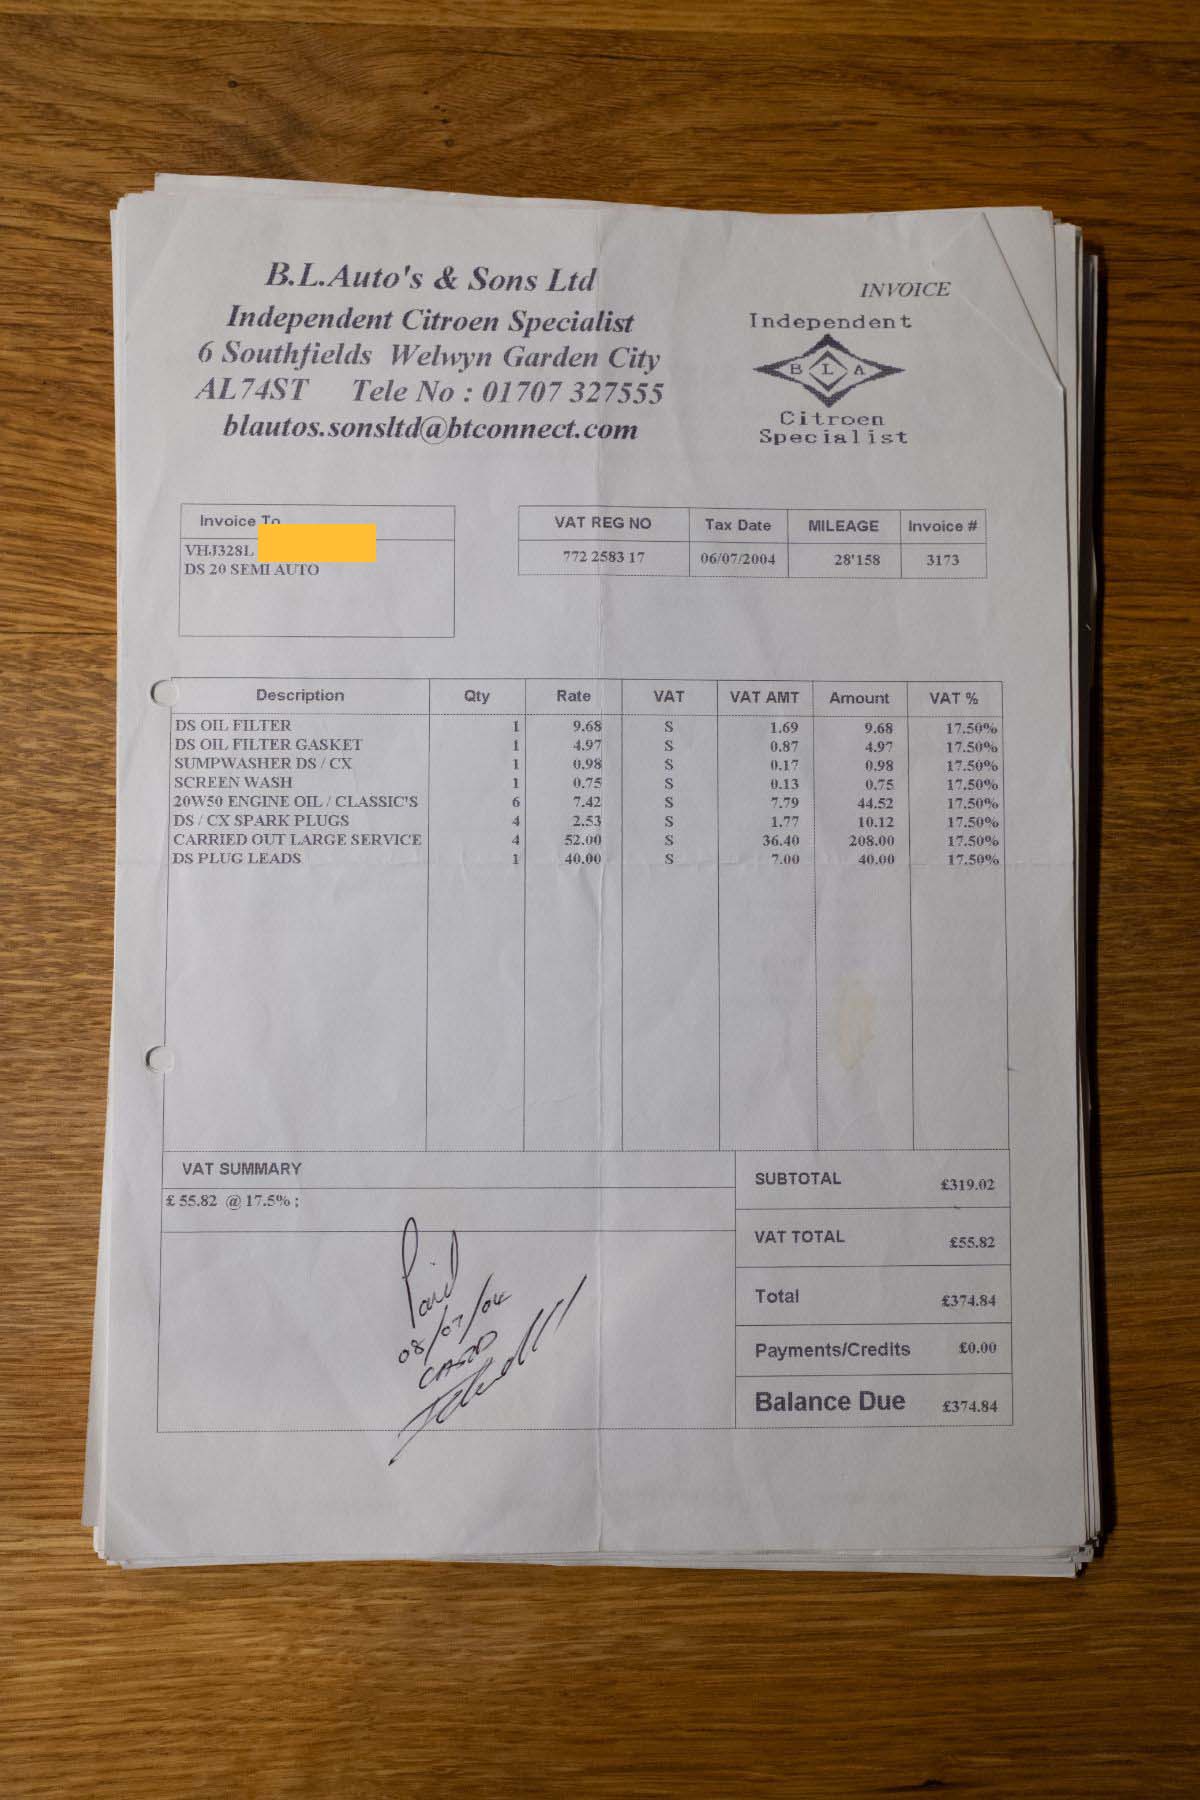 B.L.Auto's & Sons Ltd
Independent Citroen Specialist
6 Southfields Welwyn Garden City
AL74ST Tele No : 01707 327555
blautos.sonsltd@btconnect.com
INVOICE
Independent
B L A
Citroen
Specialist
Invoice To
VHJ328L
DS 20 SEMI AUTO
VAT REG NO Tax Date MILEAGE Invoice #
772 2583 17 06/07/2004 28'158 3173
Description Qty Rate VAT VAT AMT Amount VAT %
DS OIL FILTER 1 9.68 S 1.69 9.68 17.50%
DS OIL FILTER GASKET 1 4.97 S 0.87 4.97 17.50%
SUMPWASHER DS / CX 1 0.98 S 0.17 0.98 17.50%
SCREEN WASH 1 0.75 S 0.13 0.75 17.50%
20W50 ENGINE OIL / CLASSIC'S 6 7.42 S 7.79 44.52 17.50%
DS / CX SPARK PLUGS 4 2.53 S 1.77 10.12 17.50%
CARRIED OUT LARGE SERVICE 4 52.00 S 36.40 208.00 17.50%
DS PLUG LEADS 1 40.00 S 7.00 40.00 17.50%
VAT SUMMARY
£ 55.82 @ 17.5% ;
SUBTOTAL £319.02
VAT TOTAL £55.82
Total £374.84
Payments/Credits £0.00
Balance Due £374.84
Paid
08/07/04